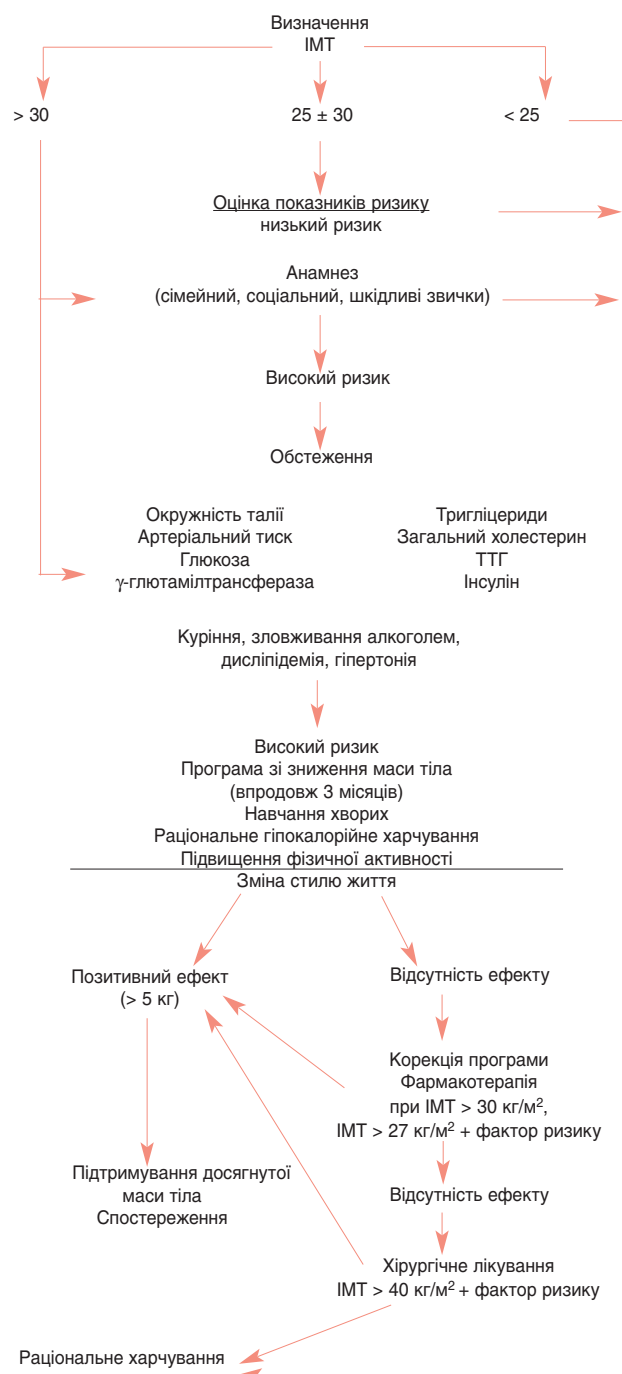 Визначення
ІМТ
> 30
25 ± 30
< 25
Оцінка показників ризику
низький ризик
Анамнез
(сімейний, соціальний, шкідливі звички)
Високий ризик
Обстеження
Окружність талії
Артеріальний тиск
Глюкоза
γ-глютамілтрансфераза
Тригліцериди
Загальний холестерин
ТТГ
Інсулін
Куріння, зловживання алкоголем,
дисліпідемія, гіпертонія
Високий ризик
Програма зі зниження маси тіла
(впродовж 3 місяців)
Навчання хворих
Раціональне гіпокалорійне харчування
Підвищення фізичної активності
Зміна стилю життя
Позитивний ефект
(> 5 кг)
Відсутність ефекту
Корекція програми
Фармакотерапія
при ІМТ > 30 кг/м²,
ІМТ > 27 кг/м² + фактор ризику
Підтримування досягнутої
маси тіла
Спостереження
Відсутність ефекту
Хірургічне лікування
ІМТ > 40 кг/м² + фактор ризику
Раціональне харчування